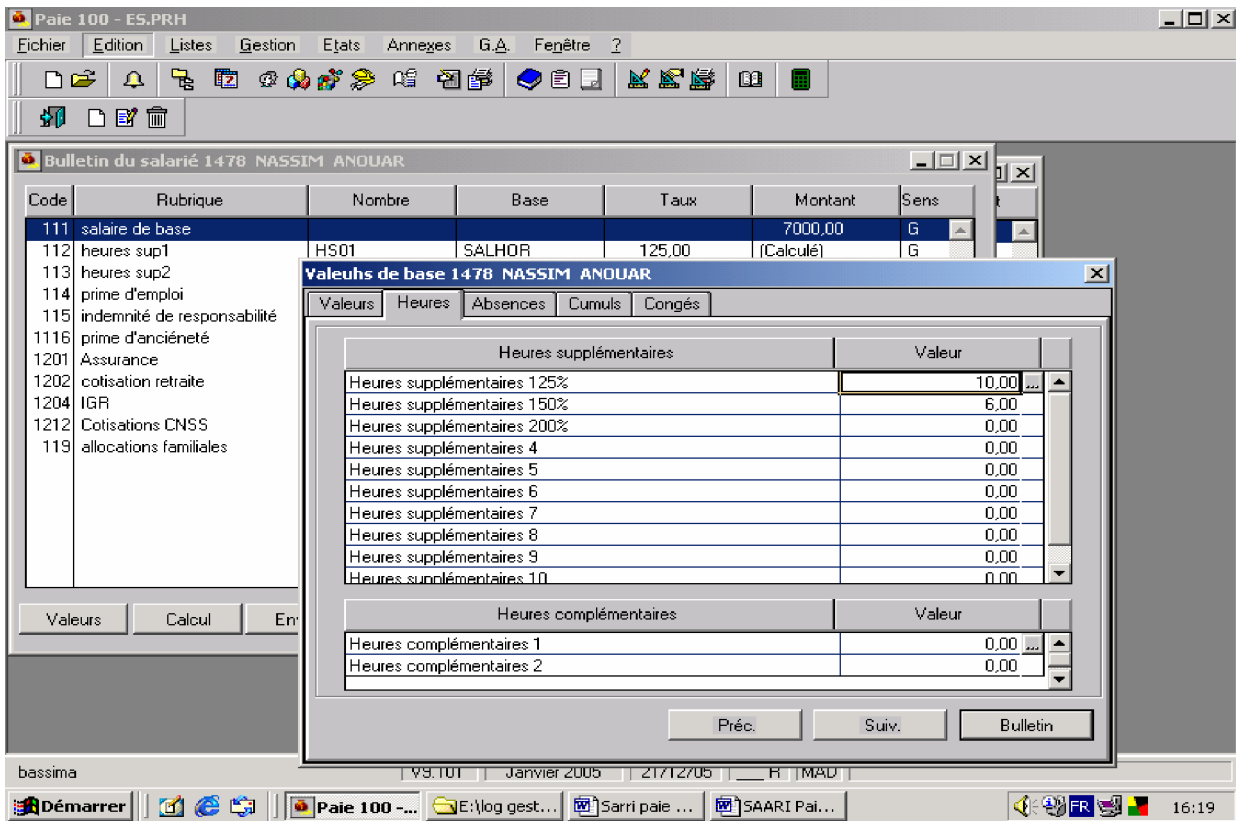 Paie 100 - ES.PRH
Fichier Edition Listes Gestion Etats Annexes G.A. Fenêtre ?
Bulletin du salarié 1478 NASSIM ANOUAR
Code Rubrique Nombre Base Taux Montant Sens
111 salaire de base 7000,00 G
112 heures sup1 HS01 SALHOR 125,00 (Calculé) G
113 heures sup2
114 prime d'emploi
115 indemnité de responsabilité
1116 prime d'anciéneté
1201 Assurance
1202 cotisation retraite
1204 IGR
1212 Cotisations CNSS
119 allocations familiales
Valeurs Calcul
Valeuhs de base 1478 NASSIM ANOUAR
Valeurs Heures Absences Cumuls Congés
Heures supplémentaires Valeur
Heures supplémentaires 125% 10,00 ...
Heures supplémentaires 150% 6,00
Heures supplémentaires 200% 0,00
Heures supplémentaires 4 0,00
Heures supplémentaires 5 0,00
Heures supplémentaires 6 0,00
Heures supplémentaires 7 0,00
Heures supplémentaires 8 0,00
Heures supplémentaires 9 0,00
Heures supplémentaires 10 0,00
Heures complémentaires Valeur
Heures complémentaires 1 0,00 ...
Heures complémentaires 2 0,00
Préc. Suiv. Bulletin
bassima V9.101 Janvier 2005 21/12/05 R MAD
Démarrer Paie 100 -... E:\log gest... Sarri paie ... SAARI Pai... FR 16:19